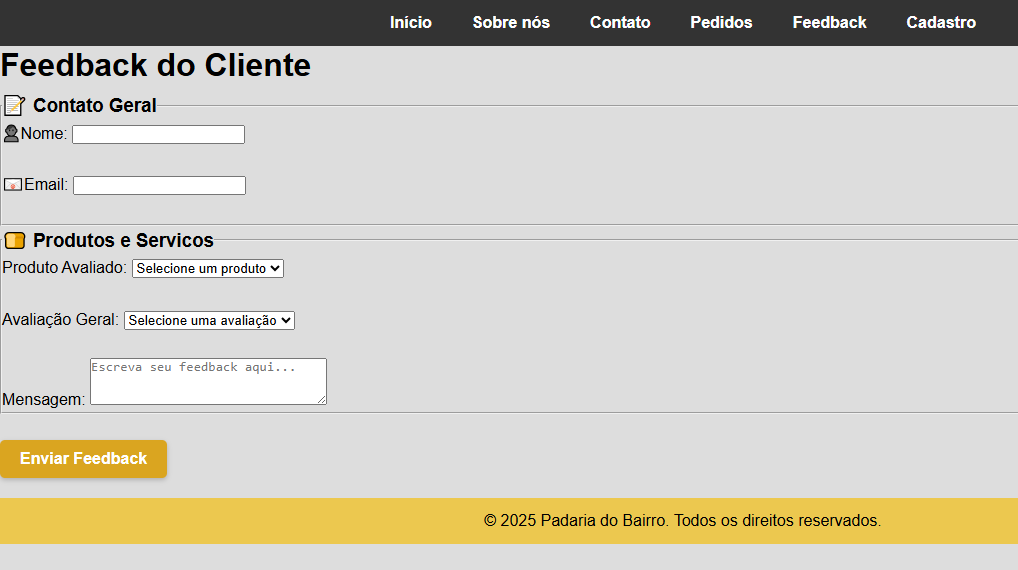 Início Sobre nós Contato Pedidos Feedback Cadastro
Feedback do Cliente
Contato Geral
Nome:
Email:
Produtos e Servicos
Produto Avaliado: Selecione um produto
Avaliação Geral: Selecione uma avaliação
Escreva seu feedback aqui...
Mensagem:
Enviar Feedback
© 2025 Padaria do Bairro. Todos os direitos reservados.